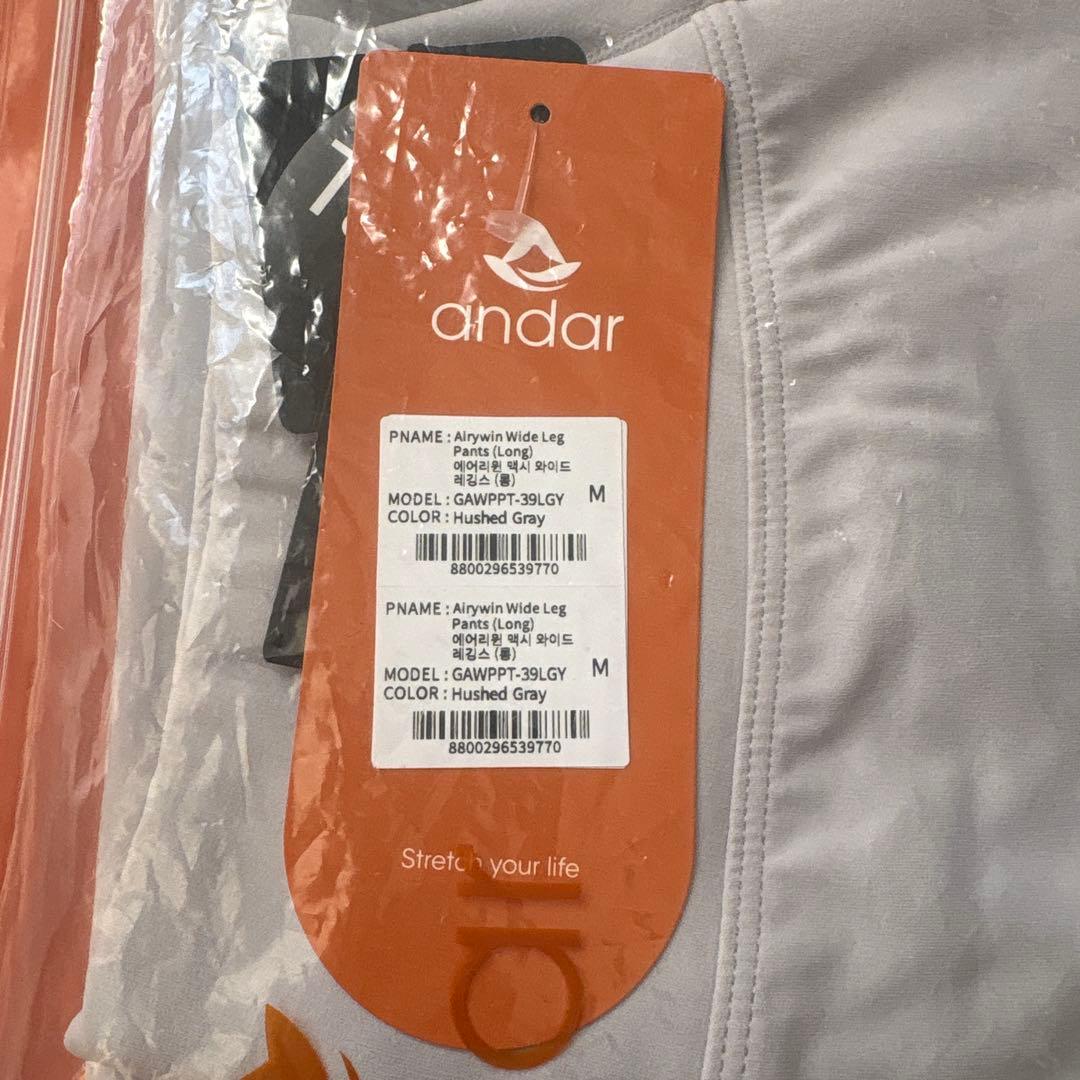 andar
PNAME : Airywin Wide Leg
Pants (Long)
에어리윈 맥시 와이드
레깅스 (롱)
M
MODEL : GAWPPT-39LGY
COLOR : Hushed Gray
8800296539770
PNAME : Airywin Wide Leg
Pants (Long)
에어리윈 맥시 와이드
레깅스 (롱)
M
MODEL : GAWPPT-39LGY
COLOR : Hushed Gray
8800296539770
Stretch your life